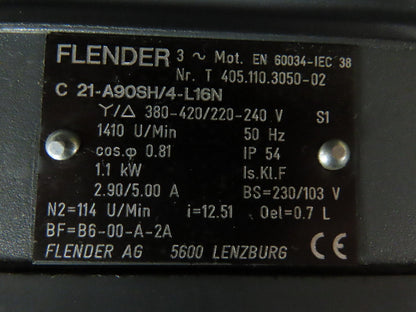 FLENDER 3 ~ Mot. EN 60034-IEC 38
Nr. T 405.110.3050-02
C 21-A90SH/4-L16N
Y/△ 380-420/220-240 V S1
1410 U/Min 50 Hz
cos.φ 0.81 IP 54
1.1 kW Is.Kl.F
2.90/5.00 A BS=230/103 V
N2=114 U/Min i=12.51 Oel=0.7 L
BF=B6-00-A-2A
FLENDER AG 5600 LENZBURG CE